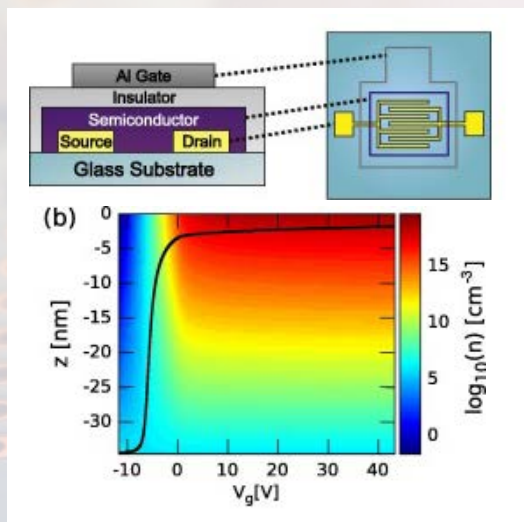 Al Gate
Insulator
Semiconductor
Source Drain
Glass Substrate
(b)
0
-5
-10
-15
-20
-25
-30
z [nm]
-10 0 10 20 30 40
Vg[V]
15
10
5
0
log10(n) [cm-3]